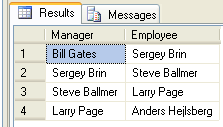 Results Messages
Manager Employee
1 Bill Gates Sergey Brin
2 Sergey Brin Steve Ballmer
3 Steve Ballmer Larry Page
4 Larry Page Anders Hejlsberg